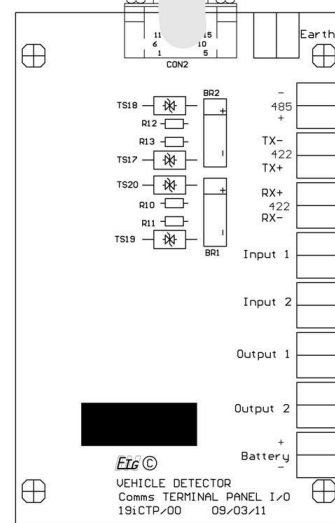 11 15
6 10
1 5
CON2
Earth
BR2
TS18
+
R12
R13
TS17
-
TS20
+
R10
R11
TS19
-
BR1
-
485
+
TX-
422
TX+
RX+
422
RX-
Input 1
Input 2
Output 1
Output 2
+
Battery
-
ETG ©
VEHICLE DETECTOR
Comms TERMINAL PANEL I/O
19iCTP/00 09/03/11